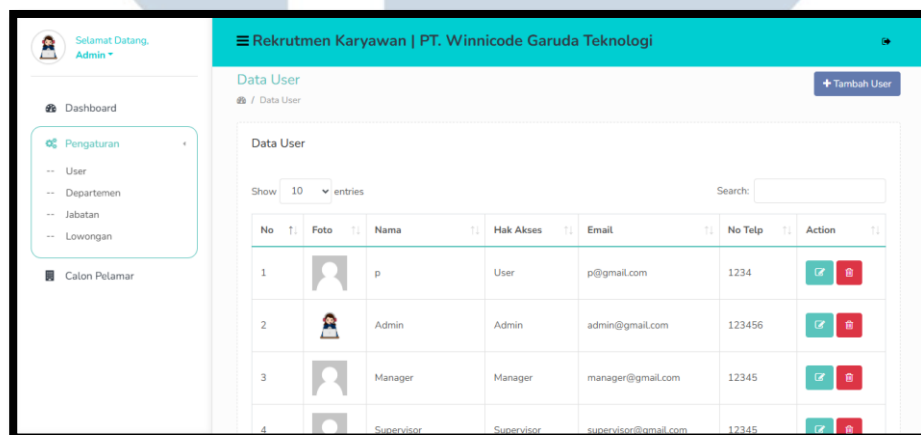 Selamat Datang,
Admin
Rekrutmen Karyawan | PT. Winnicode Garuda Teknologi
Dashboard
Pengaturan
-- User
-- Departemen
-- Jabatan
-- Lowongan
Calon Pelamar
Data User
/ Data User
+ Tambah User
Data User
Show 10 entries
Search:
No Foto Nama Hak Akses Email No Telp Action
1 p User p@gmail.com 1234
2 Admin Admin admin@gmail.com 123456
3 Manager Manager manager@gmail.com 12345
4 Supervisor Supervisor supervisor@gmail.com 12345